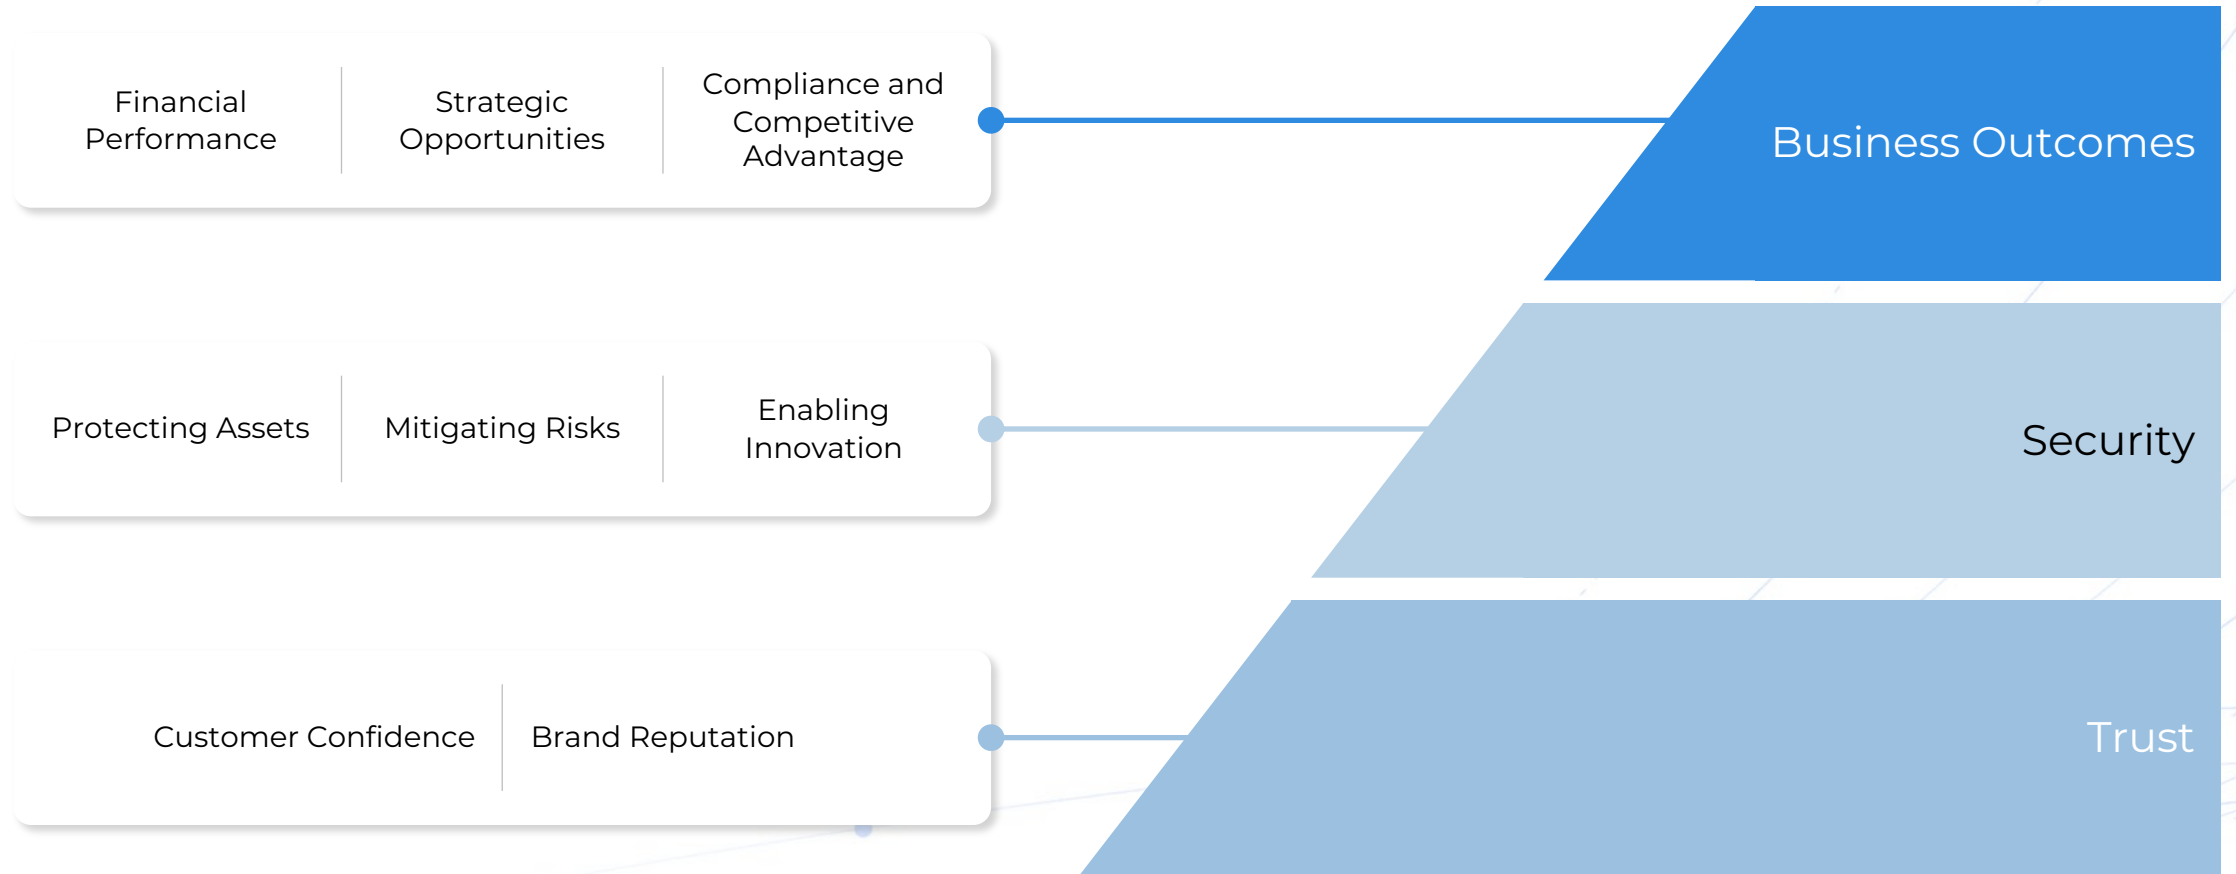 Financial
Performance
Strategic
Opportunities
Compliance and
Competitive
Advantage
Business Outcomes
Protecting Assets
Mitigating Risks
Enabling
Innovation
Security
Customer Confidence
Brand Reputation
Trust